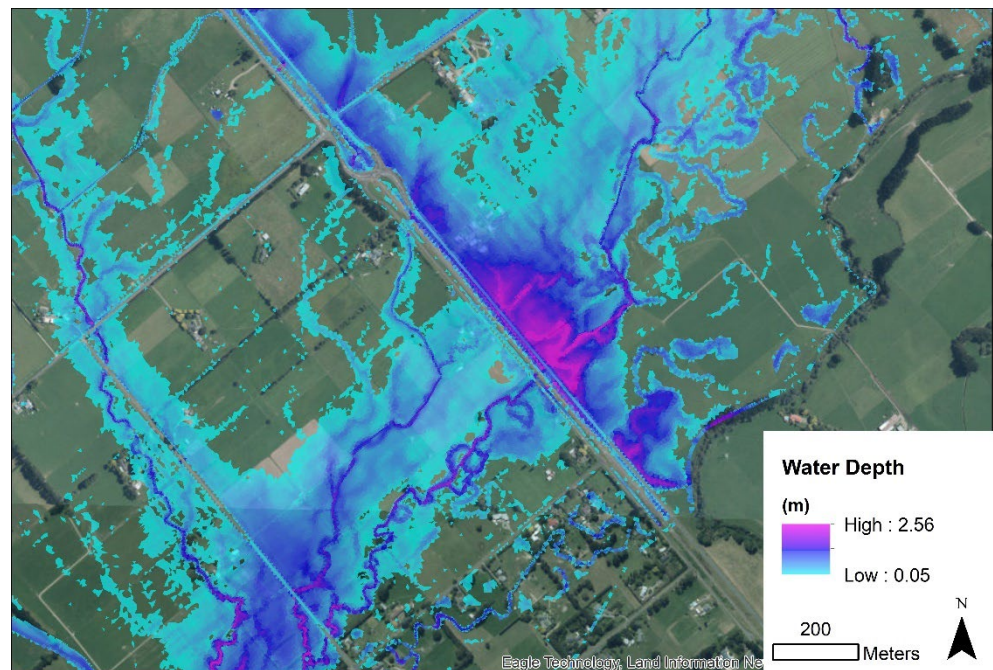 Water Depth
(m)
High : 2.56
Low : 0.05
N
200
Meters
Eagle Technology, Land Information Ne